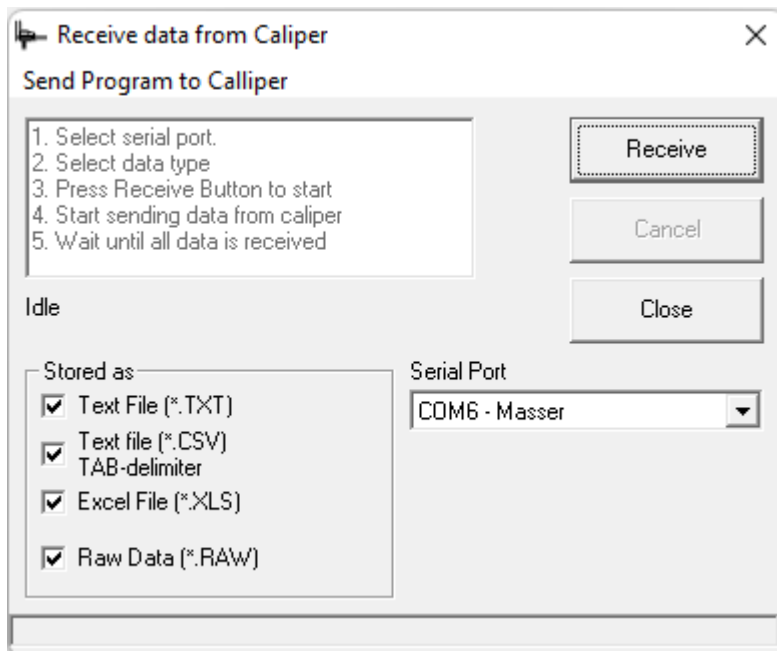 Receive data from Caliper
Send Program to Calliper
1. Select serial port.
2. Select data type
3. Press Receive Button to start
4. Start sending data from caliper
5. Wait until all data is received
Receive
Cancel
Close
Idle
Stored as
Text File (*.TXT)
Text file (*.CSV)
TAB-delimiter
Excel File (*.XLS)
Raw Data (*.RAW)
Serial Port
COM6 - Masser